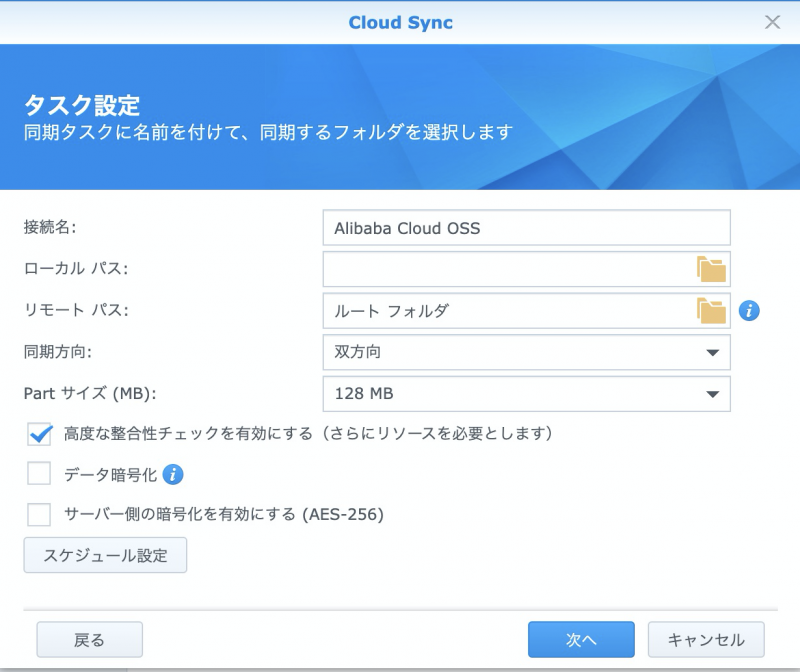 Cloud Sync
タスク設定
同期タスクに名前を付けて、同期するフォルダを選択します
接続名: Alibaba Cloud OSS
ローカル パス:
リモート パス: ルート フォルダ
同期方向: 双方向
Part サイズ (MB): 128 MB
高度な整合性チェックを有効にする（さらにリソースを必要とします）
データ暗号化
サーバー側の暗号化を有効にする (AES-256)
スケジュール設定
戻る 次へ キャンセル